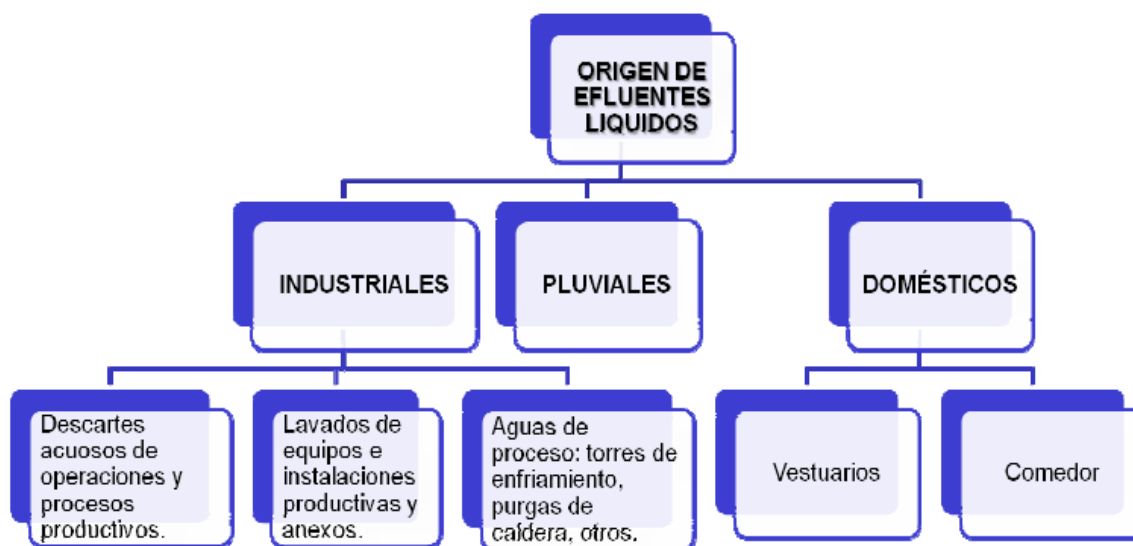 ORIGEN DE
EFLUENTES
LIQUIDOS
INDUSTRIALES
PLUVIALES
DOMÉSTICOS
Descartes
acuosos de
operaciones y
procesos
productivos.
Lavados de
equipos e
instalaciones
productivas y
anexos.
Aguas de
proceso: torres de
enfriamiento,
purgas de
caldera, otros.
Vestuarios
Comedor